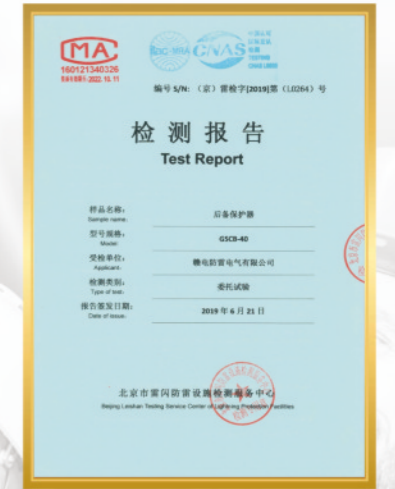 MA
160121340326
ilac-MRA
CNAS
TESTING
编号 S/N: （京）雷检字[2019]第（L0264）号
检测报告
Test Report
样品名称:
Sample name:
后备保护器
型号规格:
Model:
GSCB-40
受检单位:
Applicant:
赣电防雷电气有限公司
检测类别:
Type of test:
委托试验
报告签发日期:
Date of issue:
2019 年 6 月 21 日
北京市雷闪防雷设施检测服务中心
Beijing Leishan Testing Service Center of Lightning Protection Facilities